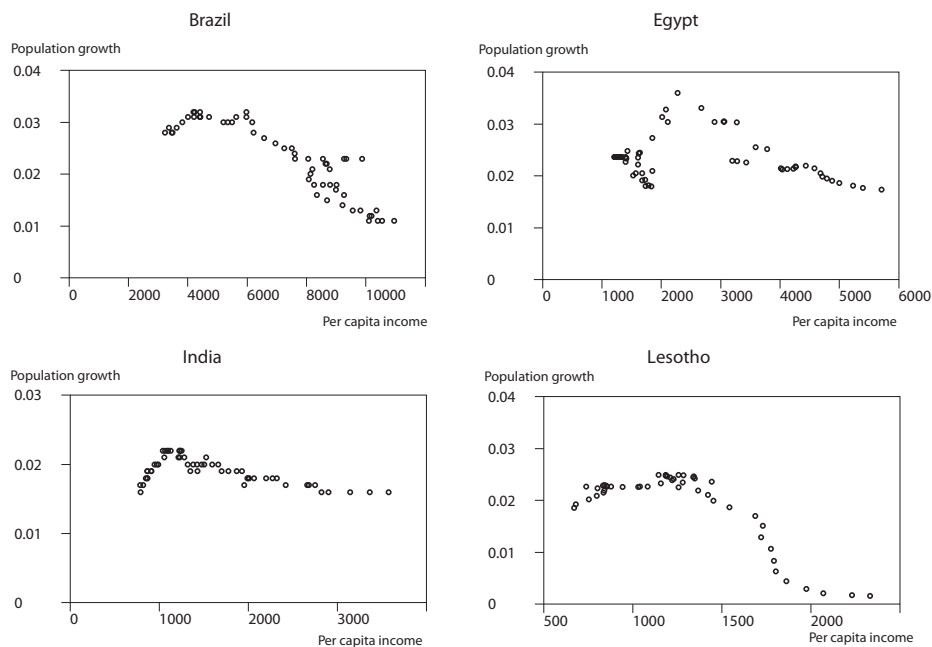 Brazil
Population growth
0.04
0.03
0.02
0.01
0
0 2000 4000 6000 8000 10000
Per capita income
Egypt
Population growth
0.04
0.03
0.02
0.01
0
0 1000 2000 3000 4000 5000 6000
Per capita income
India
Population growth
0.03
0.02
0.01
0
0 1000 2000 3000
Per capita income
Lesotho
Population growth
0.04
0.03
0.02
0.01
0
500 1000 1500 2000
Per capita income